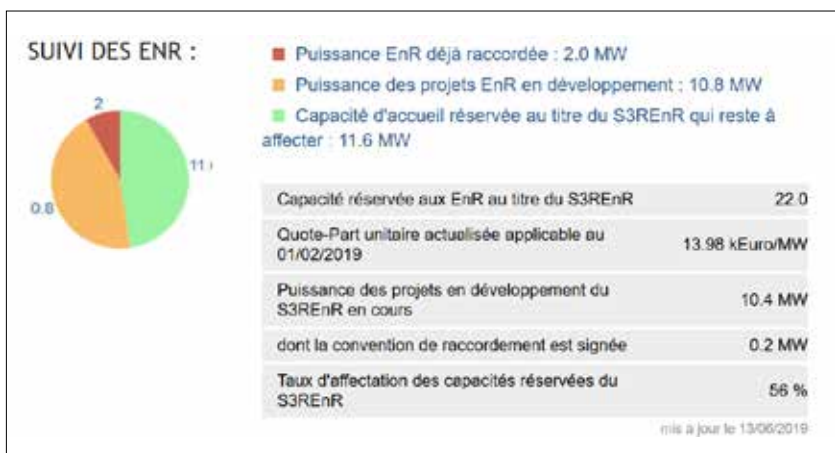 SUIVI DES ENR :
Puissance EnR déjà raccordée : 2.0 MW
Puissance des projets EnR en développement : 10.8 MW
Capacité d'accueil réservée au titre du S3REnR qui reste à
affecter : 11.6 MW
2
11.
0.8
Capacité réservée aux EnR au titre du S3REnR 22.0
Quote-Part unitaire actualisée applicable au
01/02/2019 13.98 kEuro/MW
Puissance des projets en développement du
S3REnR en cours 10.4 MW
dont la convention de raccordement est signée 0.2 MW
Taux d'affectation des capacités réservées du
S3REnR 56 %
mis à jour le 13/06/2019